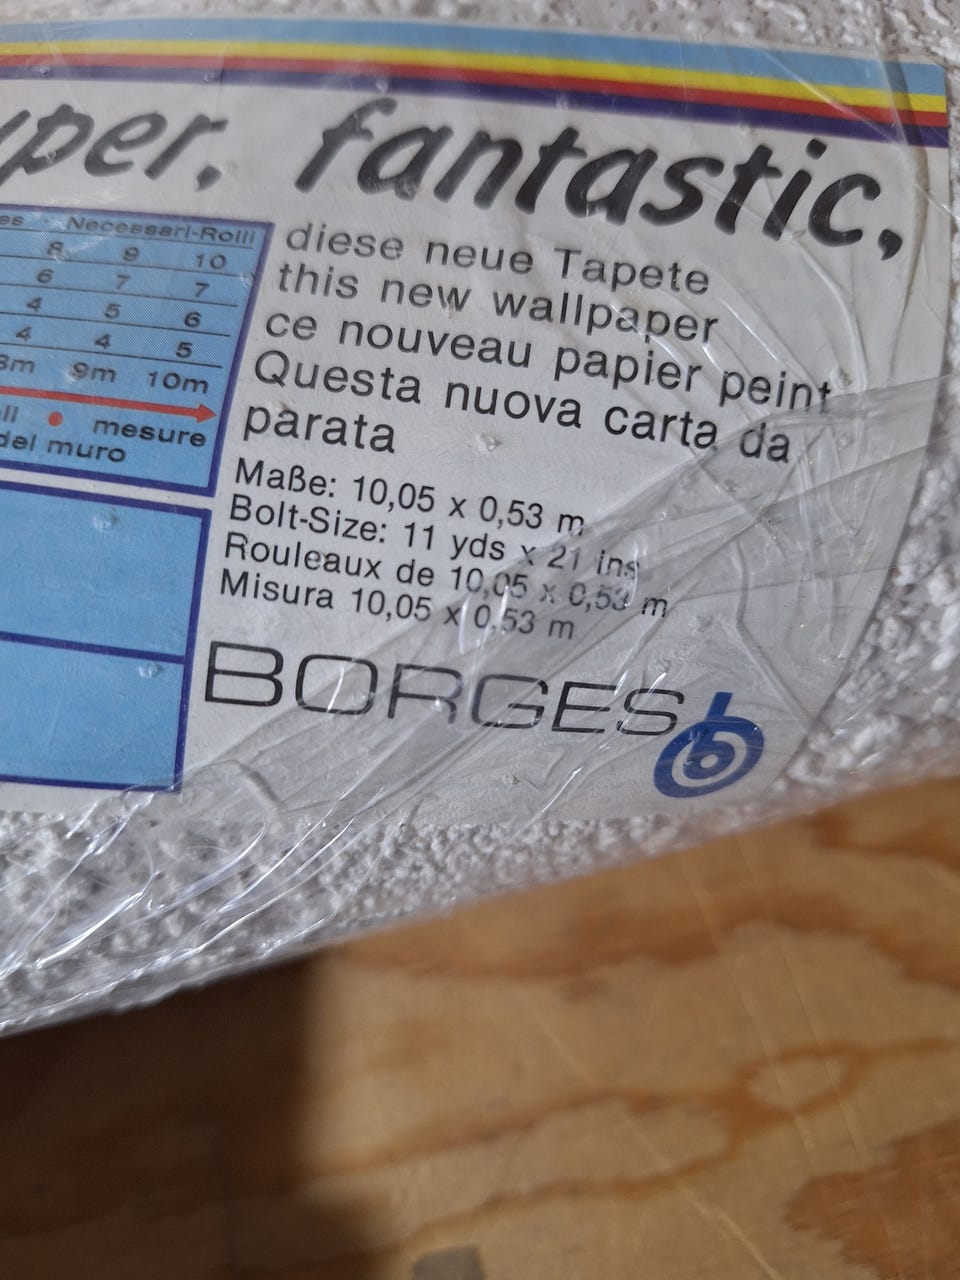 per. fantastic,
Necessari-Rolli
8 9 10
6 7 7
4 5 6
4 4 5
8m 9m 10m
mesure
del muro
diese neue Tapete
this new wallpaper
ce nouveau papier peint
Questa nuova carta da
parata
Maße: 10,05 x 0,53 m
Bolt-Size: 11 yds x 21 ins
Rouleaux de 10,05 x 0,53 m
Misura 10,05 x 0,53 m
BORGES b